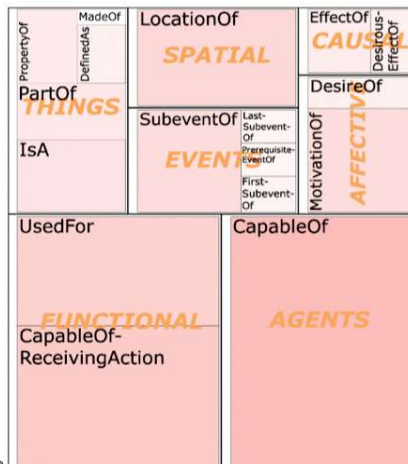 PropertyOf
MadeOf
DefinedAs
PartOf
THINGS
IsA
LocationOf
SPATIAL
SubeventOf
EVENTS
Last-
Subevent-
Of
Prerequisite-
EventOf
First-
Subevent-
Of
EffectOf
CAUSAL
Desirous-
EffectOf
DesireOf
MotivationOf
AFFECTIVE
UsedFor
FUNCTIONAL
CapableOf-
ReceivingAction
CapableOf
AGENTS